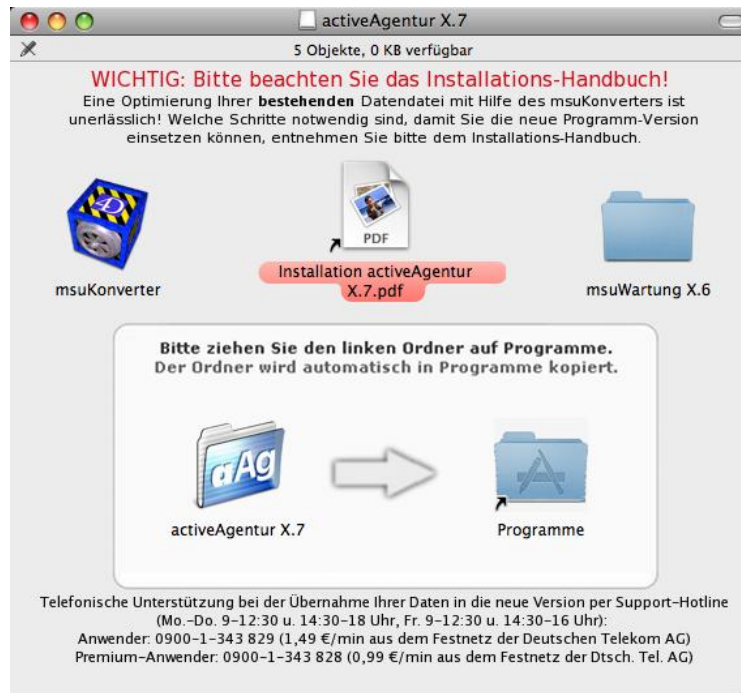 activeAgentur X.7
5 Objekte, 0 KB verfügbar
WICHTIG: Bitte beachten Sie das Installations-Handbuch!
Eine Optimierung Ihrer bestehenden Datendatei mit Hilfe des msuKonverters ist
unerlässlich! Welche Schritte notwendig sind, damit Sie die neue Programm-Version
einsetzen können, entnehmen Sie bitte dem Installations-Handbuch.
4D
PDF
msuKonverter
Installation activeAgentur
X.7.pdf
msuWartung X.6
Bitte ziehen Sie den linken Ordner auf Programme.
Der Ordner wird automatisch in Programme kopiert.
aAg
activeAgentur X.7
Programme
Telefonische Unterstützung bei der Übernahme Ihrer Daten in die neue Version per Support-Hotline
(Mo.-Do. 9-12:30 u. 14:30-18 Uhr, Fr. 9-12:30 u. 14:30-16 Uhr):
Anwender: 0900-1-343 829 (1,49 €/min aus dem Festnetz der Deutschen Telekom AG)
Premium-Anwender: 0900-1-343 828 (0,99 €/min aus dem Festnetz der Dtsch. Tel. AG)